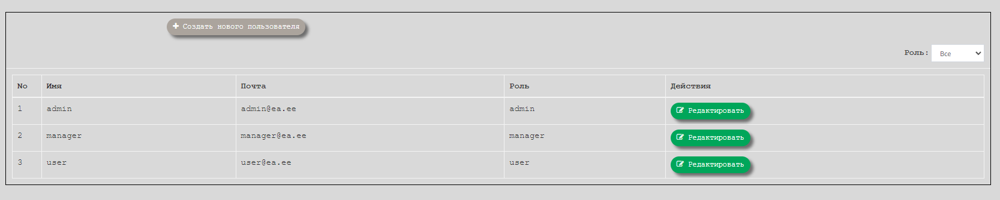 Создать нового пользователя
Роль: Все
No Имя Почта Роль Действия
1 admin admin@ea.ee admin Редактировать
2 manager manager@ea.ee manager Редактировать
3 user user@ea.ee user Редактировать